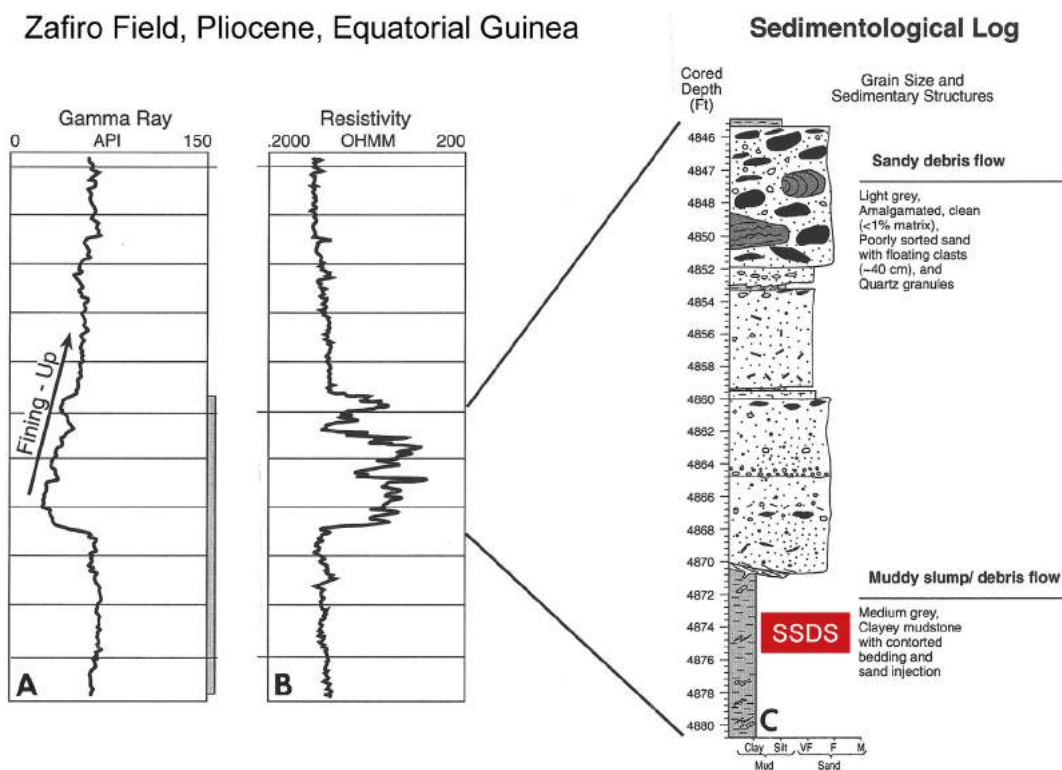 Zafiro Field, Pliocene, Equatorial Guinea
Sedimentological Log
Gamma Ray
0 API 150
Resistivity
.2000 OHMM 200
Fining - Up
A
B
Cored
Depth
(Ft)
Grain Size and
Sedimentary Structures
4846
4847
4848
4850
4852
4854
4856
4858
4860
4862
4864
4866
4868
4870
4872
4874
4876
4878
4880
Sandy debris flow
Light grey,
Amalgamated, clean
(<1% matrix),
Poorly sorted sand
with floating clasts
(~40 cm), and
Quartz granules
Muddy slump/ debris flow
SSDS
Medium grey,
Clayey mudstone
with contorted
bedding and
sand injection
C
Clay Silt VF F M
Mud Sand